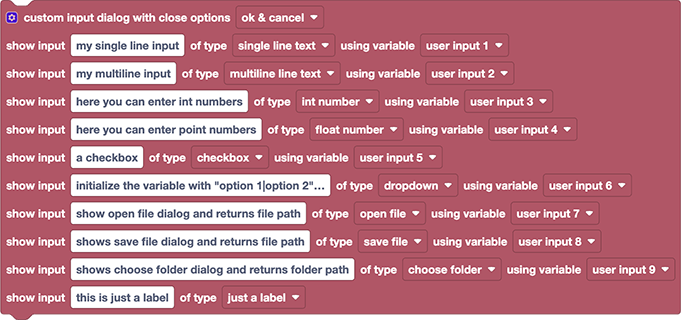 custom input dialog with close options ok & cancel
show input my single line input of type single line text using variable user input 1
show input my multiline input of type multiline line text using variable user input 2
show input here you can enter int numbers of type int number using variable user input 3
show input here you can enter point numbers of type float number using variable user input 4
show input a checkbox of type checkbox using variable user input 5
show input initialize the variable with "option 1|option 2"... of type dropdown using variable user input 6
show input show open file dialog and returns file path of type open file using variable user input 7
show input shows save file dialog and returns file path of type save file using variable user input 8
show input shows choose folder dialog and returns folder path of type choose folder using variable user input 9
show input this is just a label of type just a label